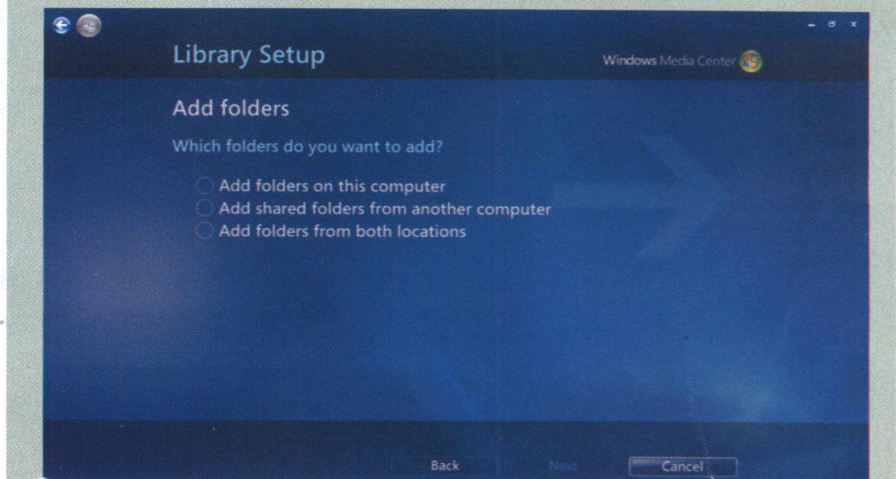 Library Setup
Windows Media Center
Add folders
Which folders do you want to add?
Add folders on this computer
Add shared folders from another computer
Add folders from both locations
Back Next Cancel